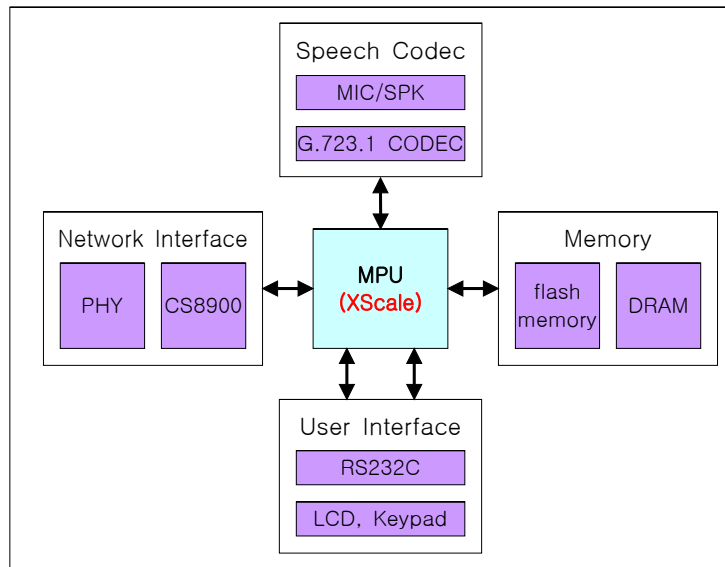 Speech Codec
MIC/SPK
G.723.1 CODEC
Network Interface
PHY
CS8900
MPU
(XScale)
Memory
flash
memory
DRAM
User Interface
RS232C
LCD, Keypad